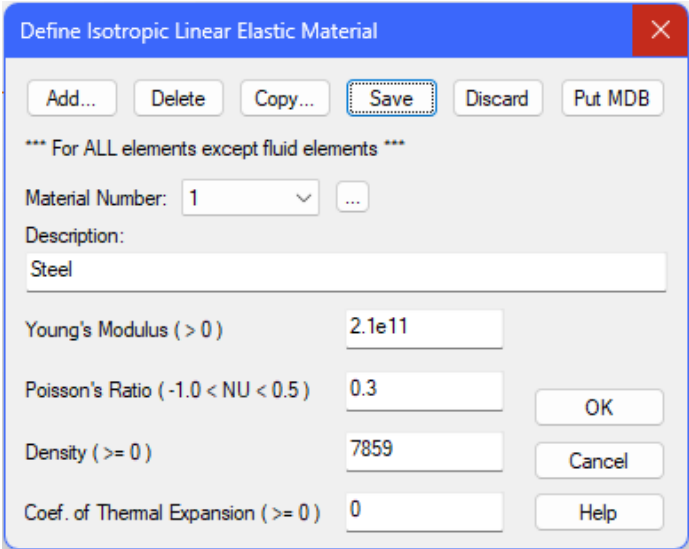 Define Isotropic Linear Elastic Material
Add... Delete Copy... Save Discard Put MDB
*** For ALL elements except fluid elements ***
Material Number: 1 ...
Description:
Steel
Young's Modulus ( > 0 ) 2.1e11
Poisson's Ratio ( -1.0 < NU < 0.5 ) 0.3
OK
Density ( >= 0 ) 7859
Cancel
Coef. of Thermal Expansion ( >= 0 ) 0 Help